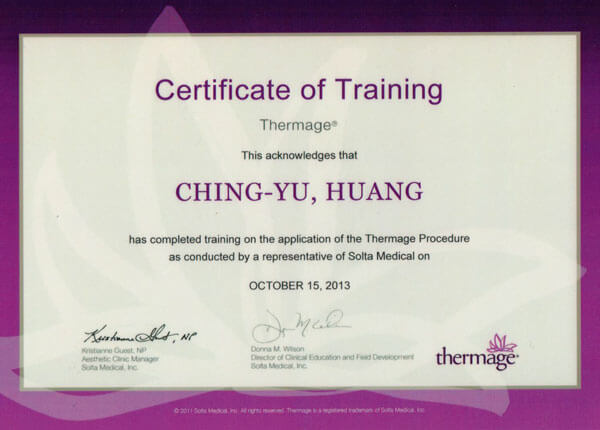 Certificate of Training
Thermage®
This acknowledges that
CHING-YU, HUANG
has completed training on the application of the Thermage Procedure
as conducted by a representative of Solta Medical on
OCTOBER 15, 2013
Kristianne Guest, NP
Aesthetic Clinic Manager
Solta Medical, Inc.
Donna M. Wilson
Director of Clinical Education and Field Development
Solta Medical, Inc.
thermage®
© 2011 Solta Medical, Inc. All rights reserved. Thermage is a registered trademark of Solta Medical, Inc.